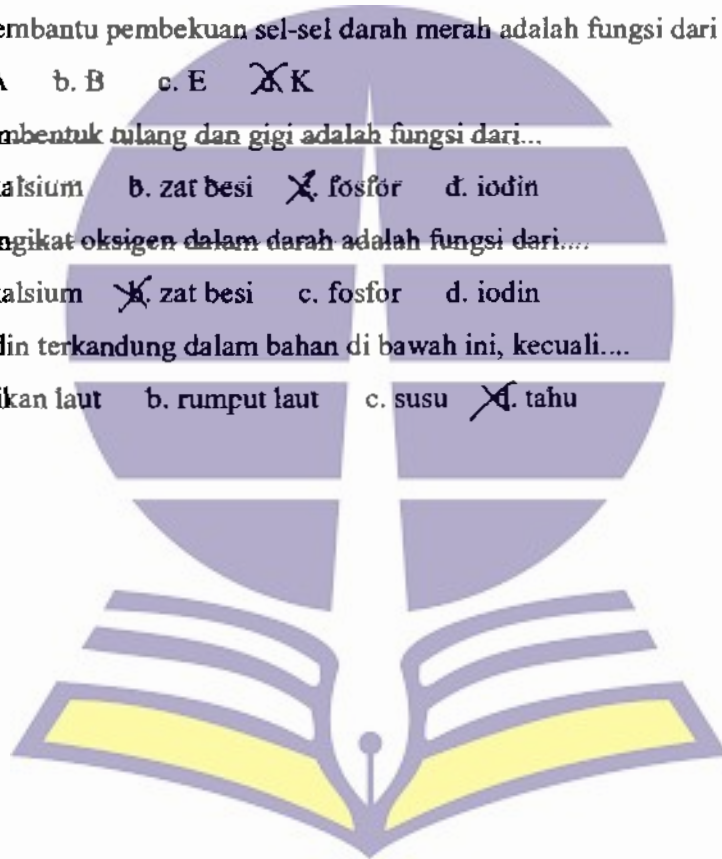 embantu pembekuan sel-sel darah merah adalah fungsi dari
A b. B c. E d. K
mbentuk tulang dan gigi adalah fungsi dari...
alsium b. zat besi c. fosfor d. iodin
ngikat oksigen dalam darah adalah fungsi dari....
alsium b. zat besi c. fosfor d. iodin
din terkandung dalam bahan di bawah ini, kecuali....
ikan laut b. rumput laut c. susu d. tahu